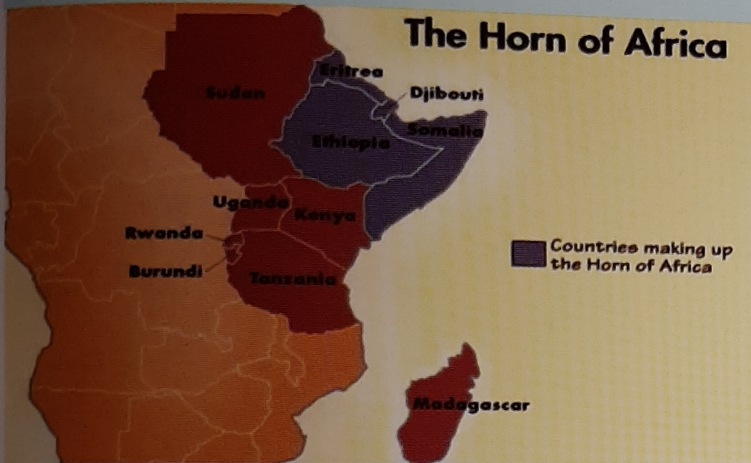 The Horn of Africa
Eritrea
Sudan
Djibouti
Somalia
Ethiopia
Uganda
Kenya
Rwanda
Burundi
Tanzania
Countries making up
the Horn of Africa
Madagascar